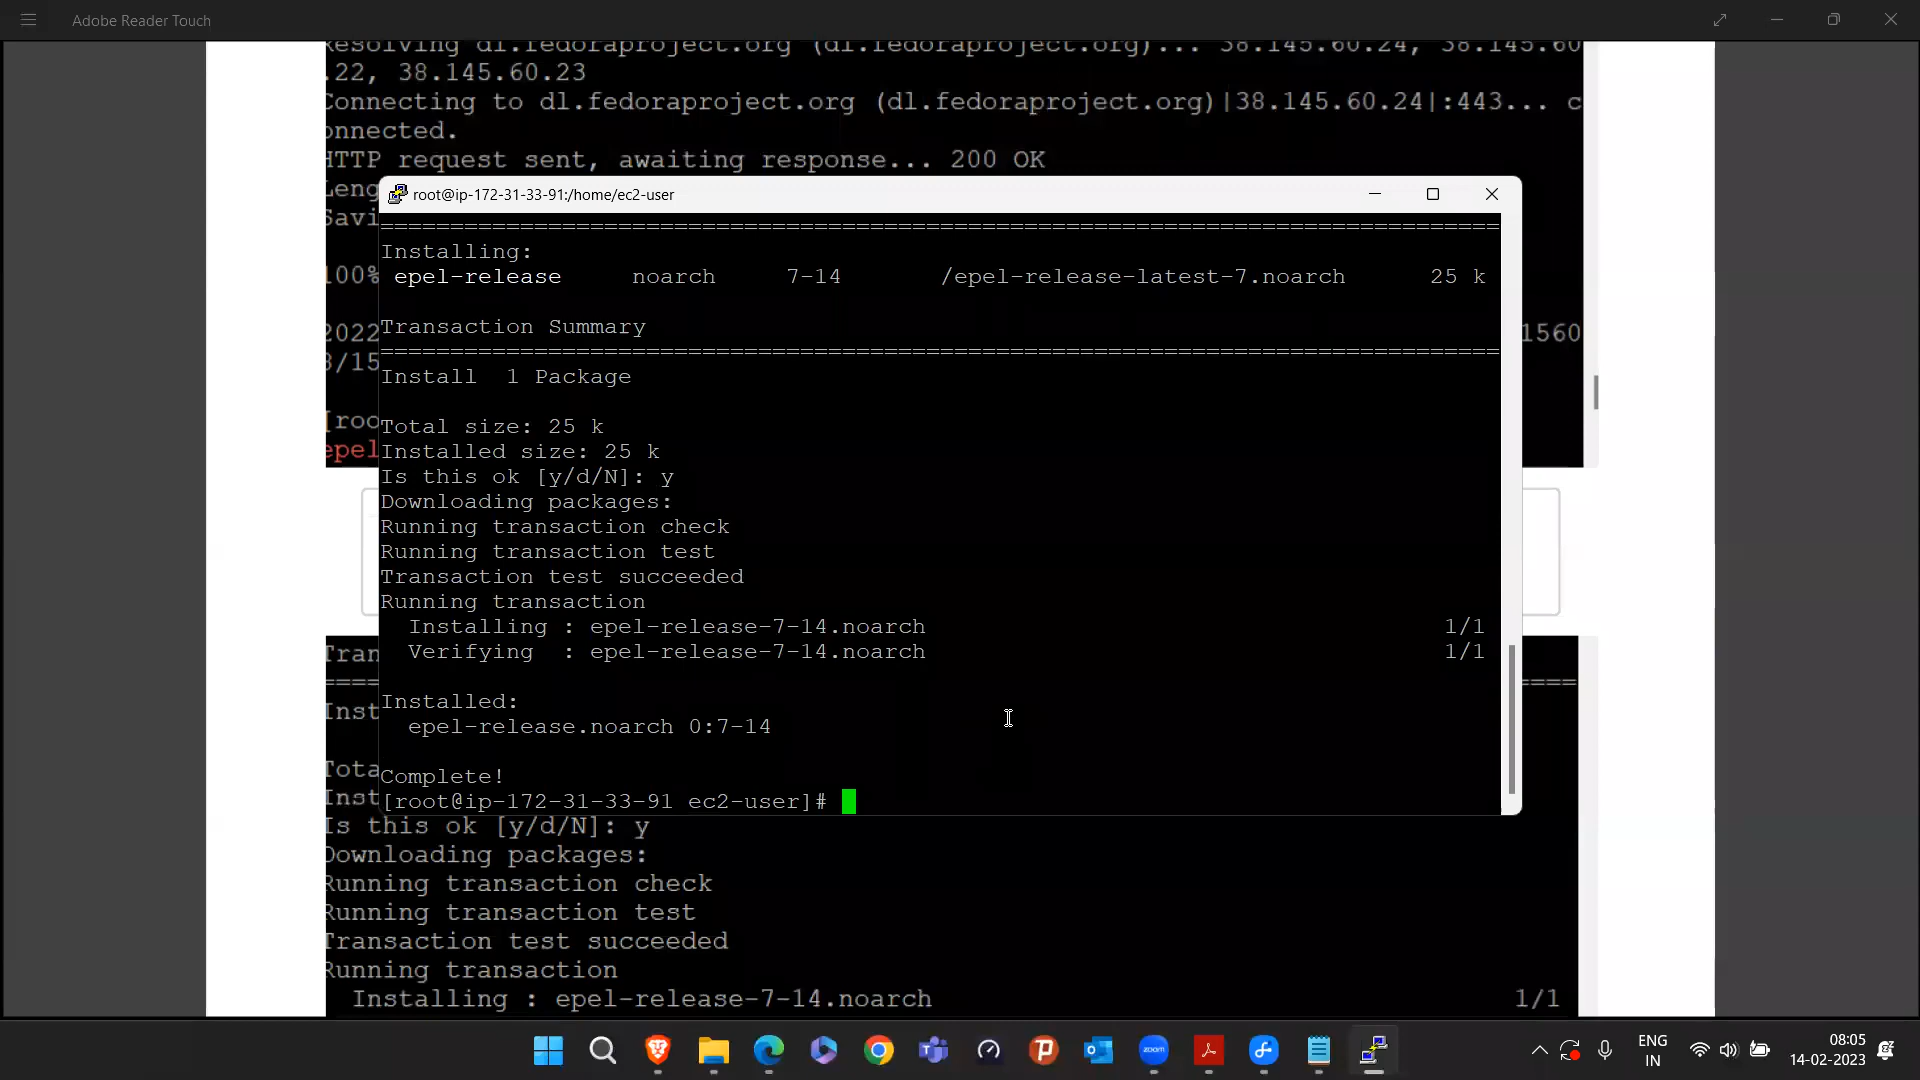 Adobe Reader Touch
Resolving dl.fedoraproject.org (dl.fedoraproject.org)... 38.145.60.24, 38.145.60
.22, 38.145.60.23
Connecting to dl.fedoraproject.org (dl.fedoraproject.org)|38.145.60.24|:443... c
onnected.
HTTP request sent, awaiting response... 200 OK
Leng
Savi
100%
2022
1560
3/15
[roo
epel
root@ip-172-31-33-91:/home/ec2-user
================================================================================
Installing:
epel-release noarch 7-14 /epel-release-latest-7.noarch 25 k
Transaction Summary
================================================================================
Install 1 Package
Total size: 25 k
Installed size: 25 k
Is this ok [y/d/N]: y
Downloading packages:
Running transaction check
Running transaction test
Transaction test succeeded
Running transaction
Installing : epel-release-7-14.noarch 1/1
Verifying : epel-release-7-14.noarch 1/1
Installed:
epel-release.noarch 0:7-14
Complete!
[root@ip-172-31-33-91 ec2-user]#
Tran
====
Inst
Tota
Inst
Is this ok [y/d/N]: y
Downloading packages:
Running transaction check
Running transaction test
Transaction test succeeded
Running transaction
Installing : epel-release-7-14.noarch 1/1
zoom
ENG
IN
08:05
14-02-2023